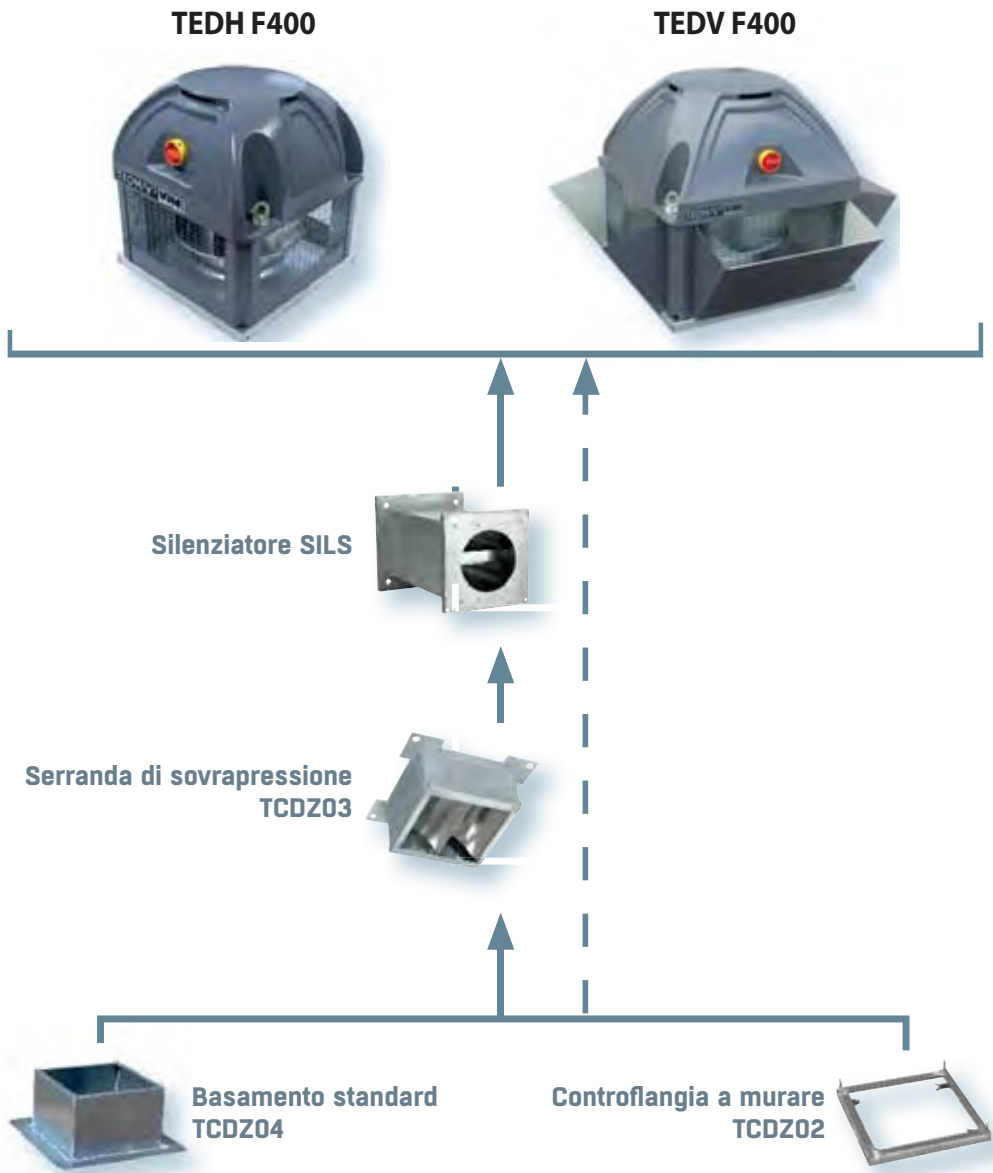 TEDH F400
TEDV F400
Silenziatore SILS
Serranda di sovrapressione
TCDZ03
Basamento standard
TCDZ04
Controflangia a murare
TCDZ02